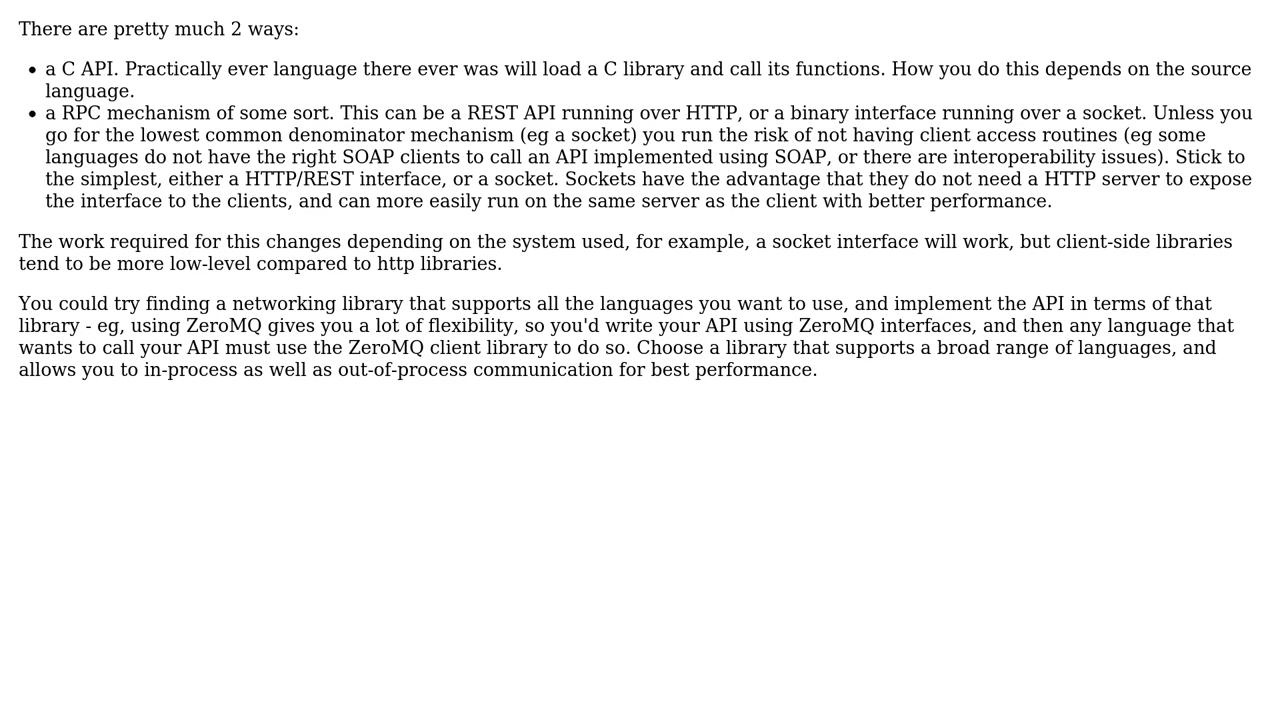 There are pretty much 2 ways:
• a C API. Practically ever language there ever was will load a C library and call its functions. How you do this depends on the source
language.
• a RPC mechanism of some sort. This can be a REST API running over HTTP, or a binary interface running over a socket. Unless you
go for the lowest common denominator mechanism (eg a socket) you run the risk of not having client access routines (eg some
languages do not have the right SOAP clients to call an API implemented using SOAP, or there are interoperability issues). Stick to
the simplest, either a HTTP/REST interface, or a socket. Sockets have the advantage that they do not need a HTTP server to expose
the interface to the clients, and can more easily run on the same server as the client with better performance.
The work required for this changes depending on the system used, for example, a socket interface will work, but client-side libraries
tend to be more low-level compared to http libraries.
You could try finding a networking library that supports all the languages you want to use, and implement the API in terms of that
library - eg, using ZeroMQ gives you a lot of flexibility, so you'd write your API using ZeroMQ interfaces, and then any language that
wants to call your API must use the ZeroMQ client library to do so. Choose a library that supports a broad range of languages, and
allows you to in-process as well as out-of-process communication for best performance.